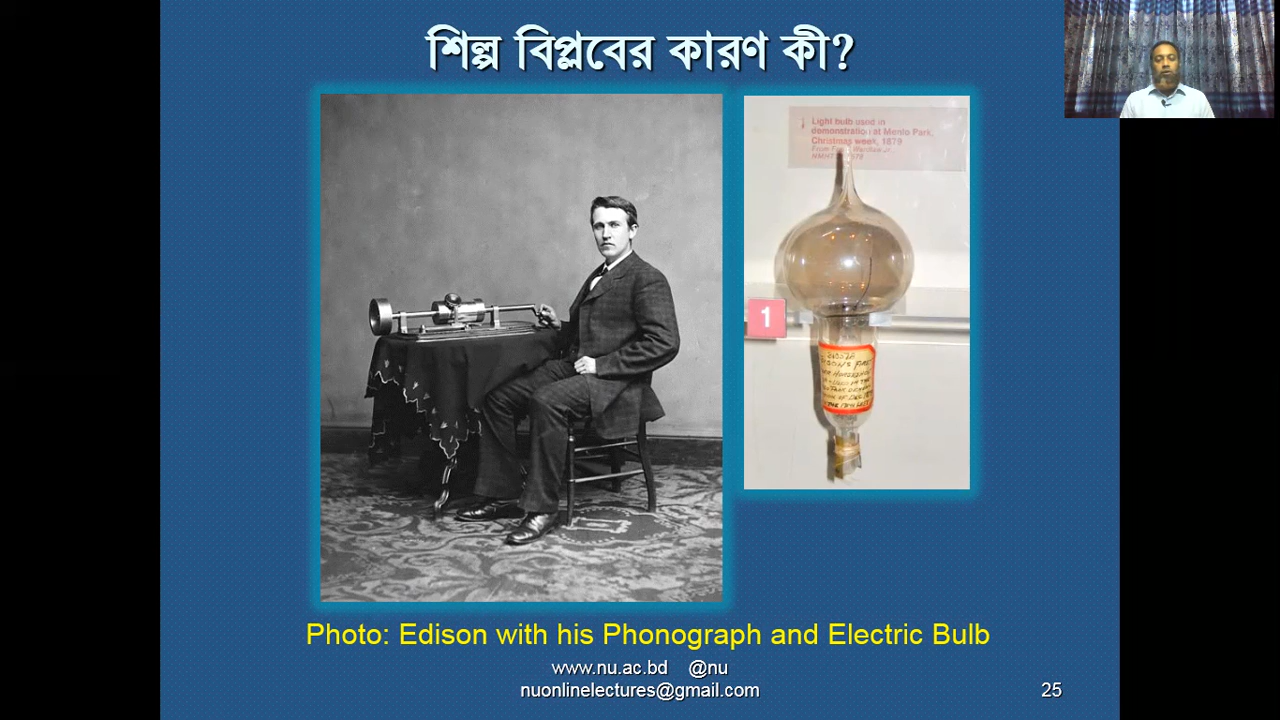 শিল্প বিপ্লবের কারণ কী?
Light bulb used in
demonstration at Menlo Park,
Christmas week, 1879
1
Photo: Edison with his Phonograph and Electric Bulb
www.nu.ac.bd @nu
nuonlinelectures@gmail.com
25